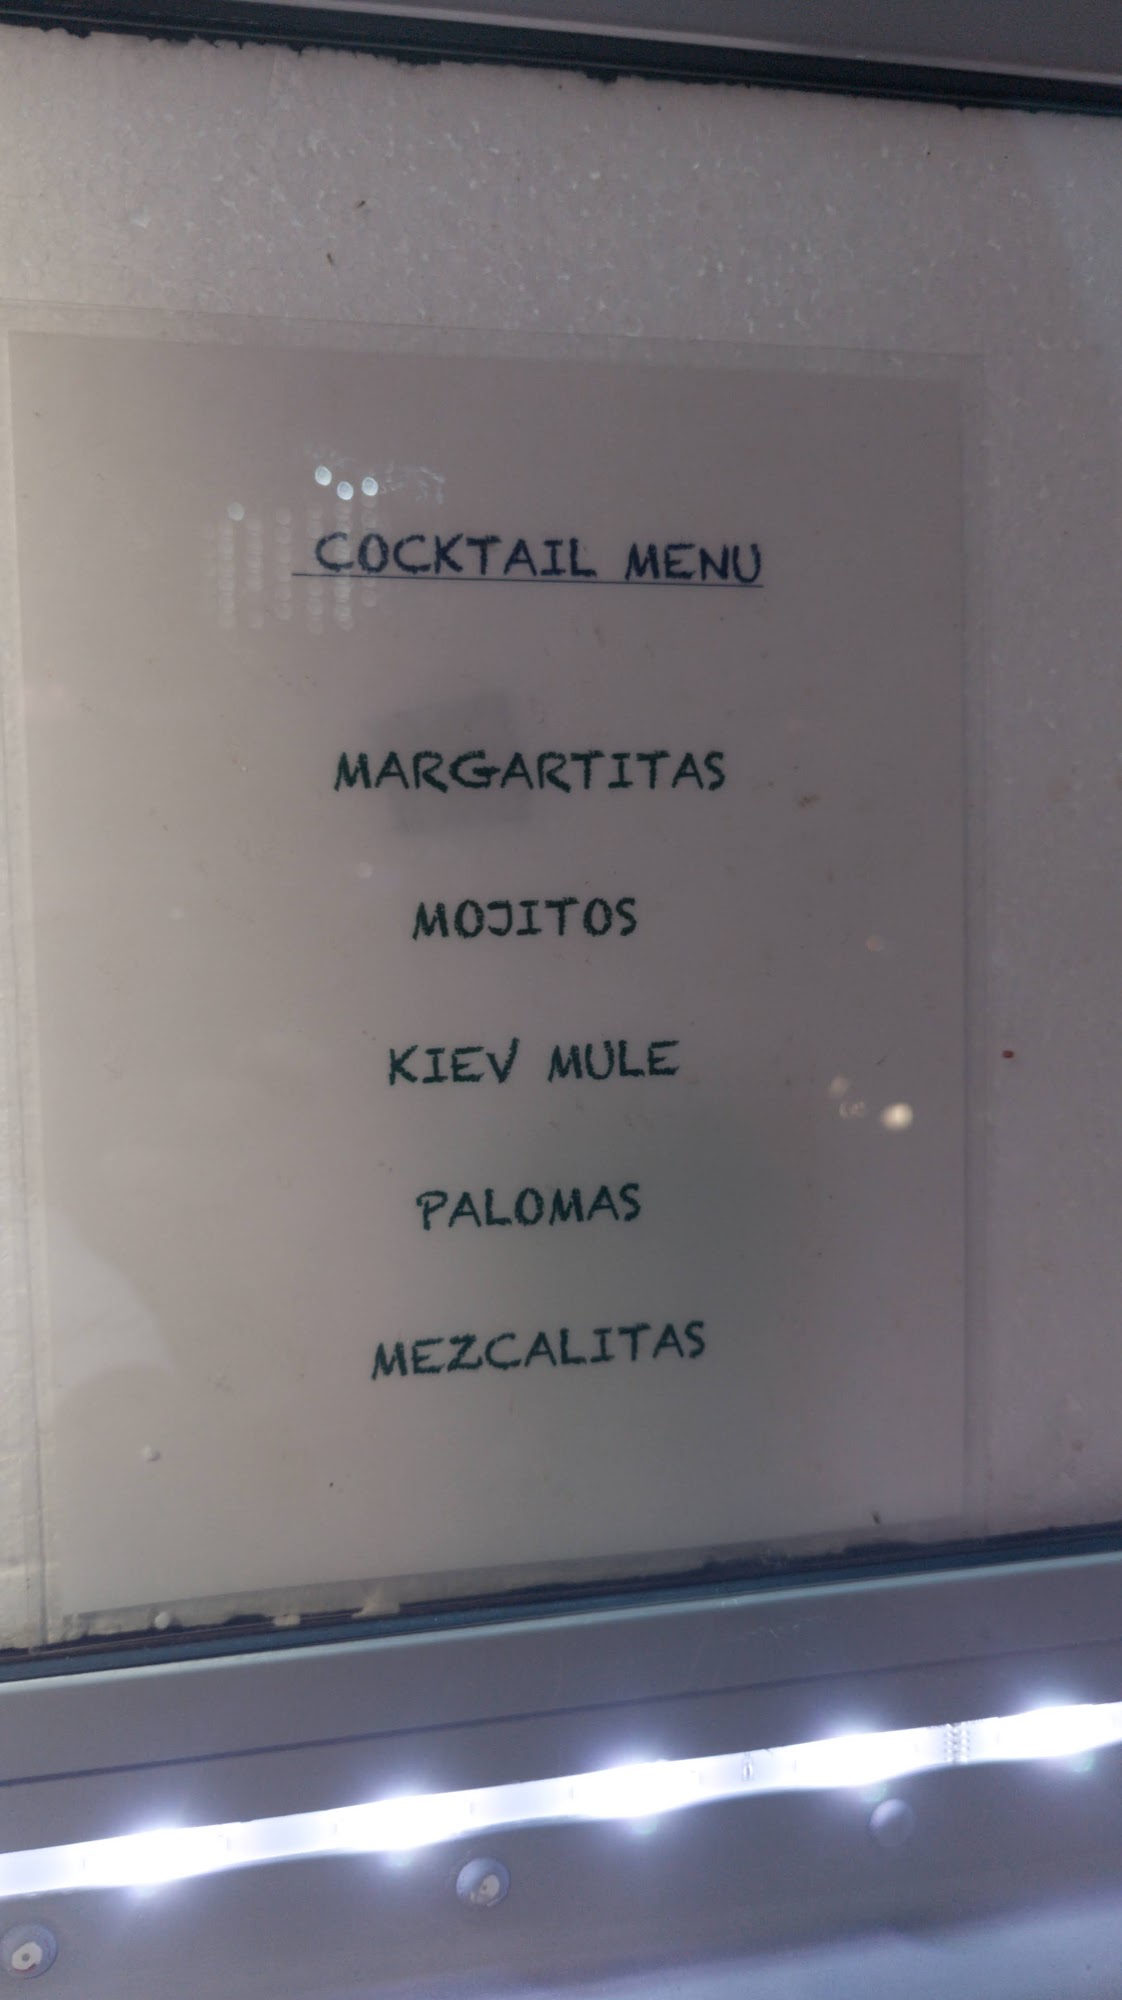 COCKTAIL MENU
MARGARTITAS
MOJITOS
KIEV MULE
PALOMAS
MEZCALITAS